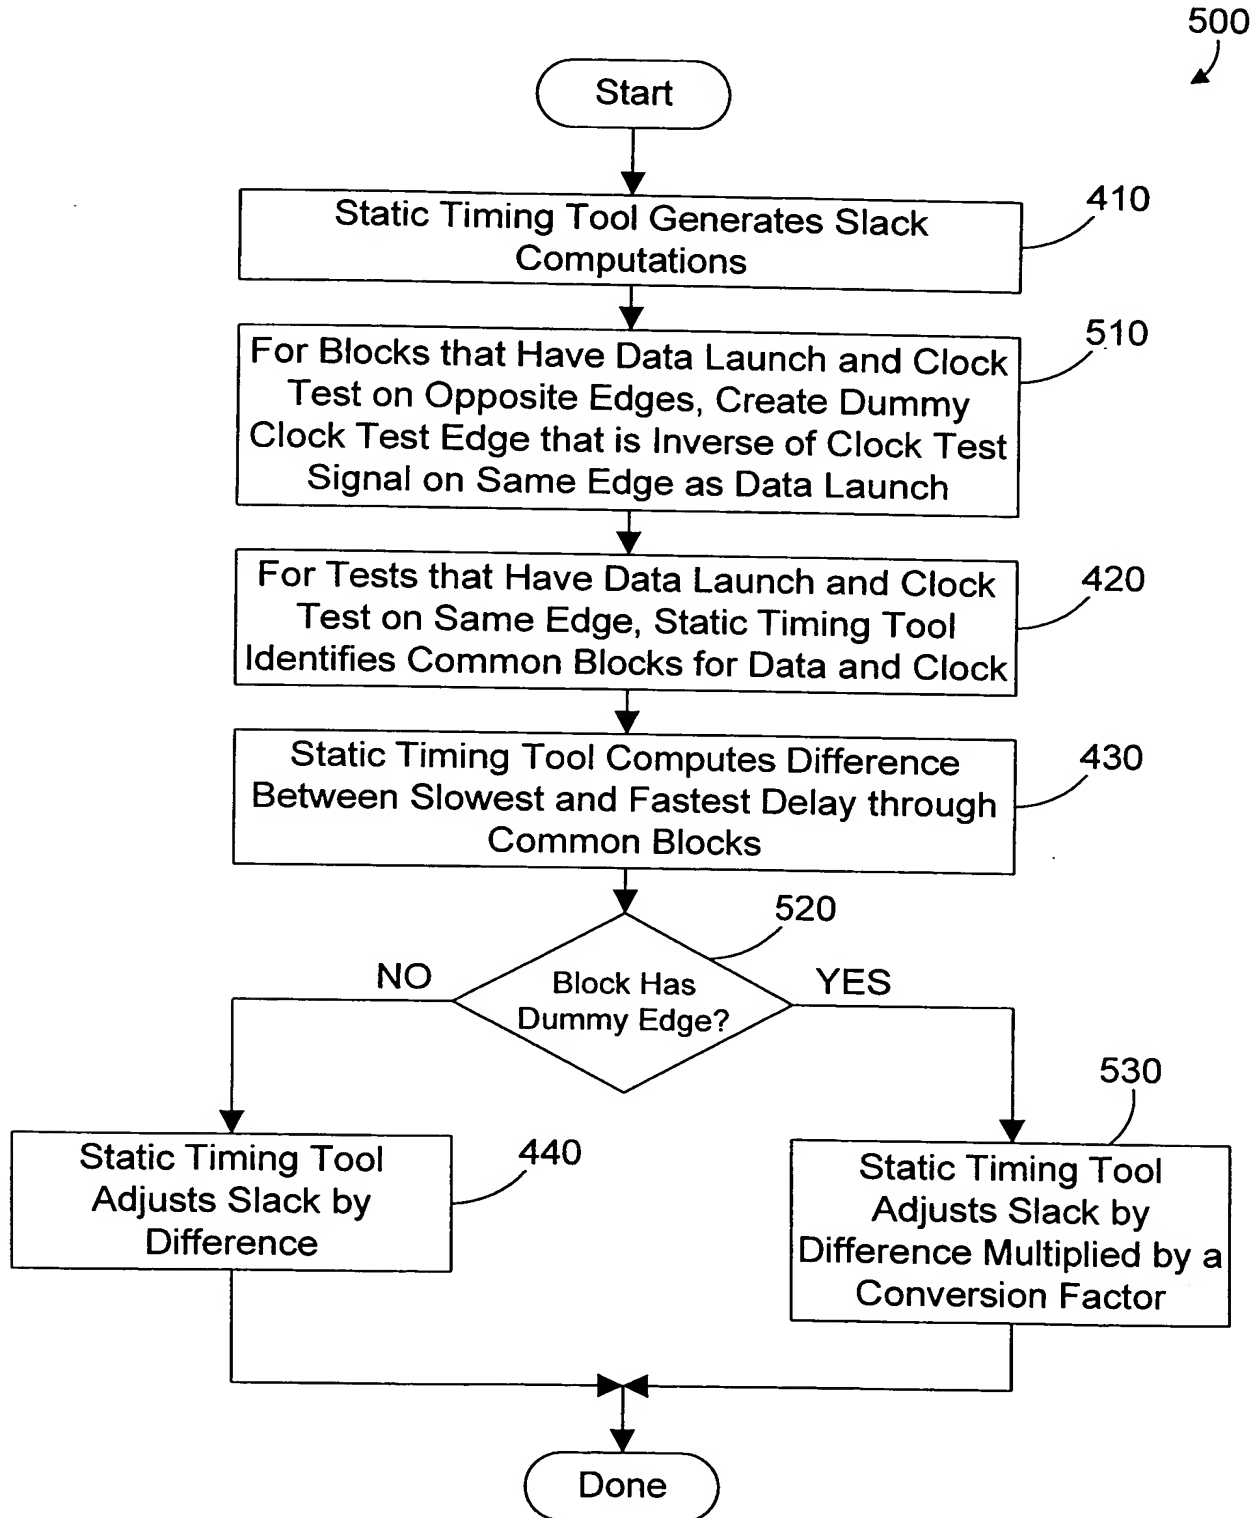 500
Start
Static Timing Tool Generates Slack
Computations
410
For Blocks that Have Data Launch and Clock
Test on Opposite Edges, Create Dummy
Clock Test Edge that is Inverse of Clock Test
Signal on Same Edge as Data Launch
510
For Tests that Have Data Launch and Clock
Test on Same Edge, Static Timing Tool
Identifies Common Blocks for Data and Clock
420
Static Timing Tool Computes Difference
Between Slowest and Fastest Delay through
Common Blocks
430
520
NO
Block Has
Dummy Edge?
YES
Static Timing Tool
Adjusts Slack by
Difference
440
530
Static Timing Tool
Adjusts Slack by
Difference Multiplied by a
Conversion Factor
Done